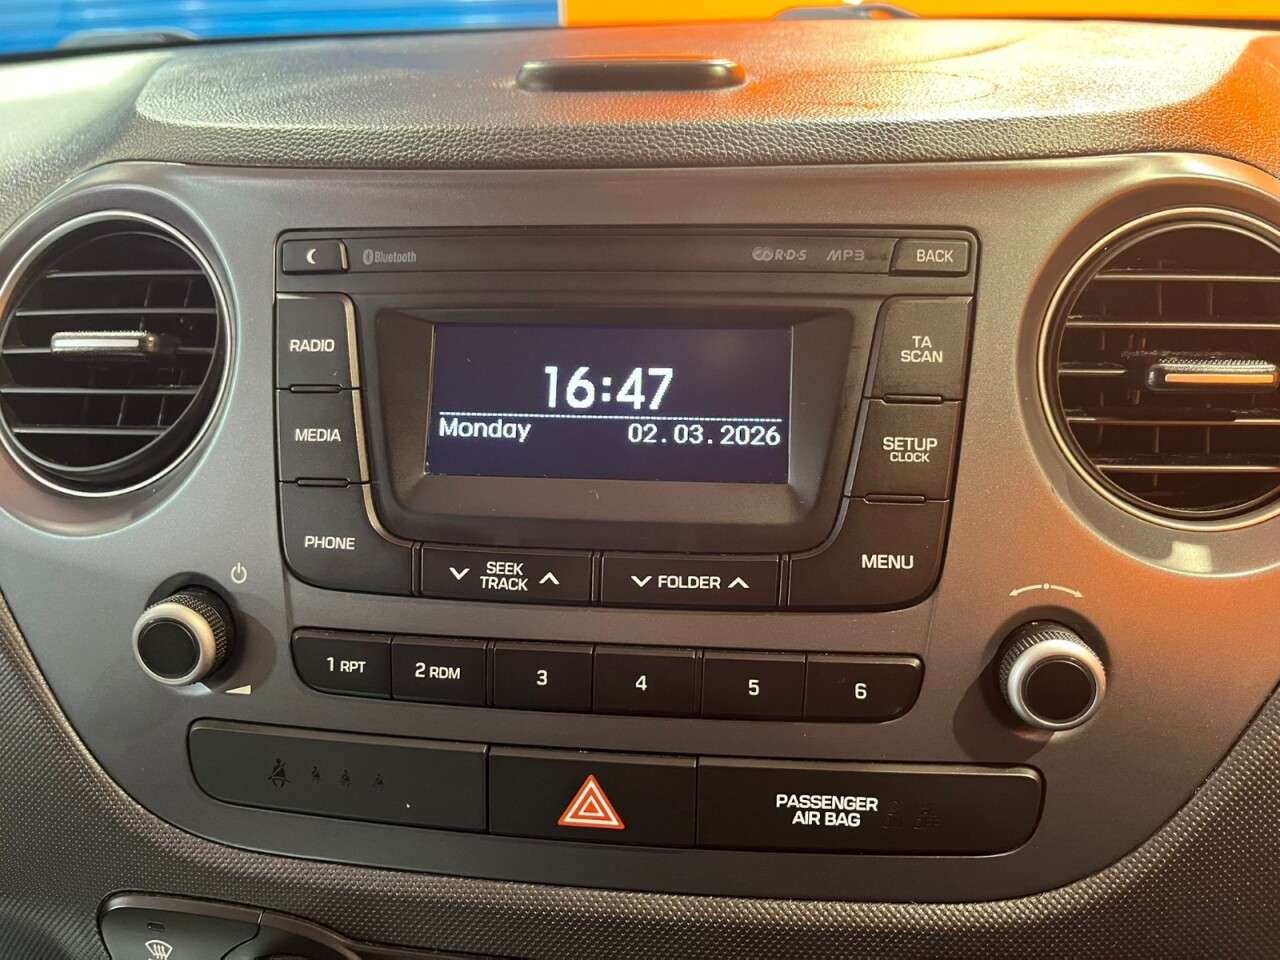 Bluetooth
R·D·S
MP3
BACK
RADIO
TA
SCAN
16:47
Monday
02.03.2026
MEDIA
SETUP
CLOCK
PHONE
SEEK
TRACK
FOLDER
MENU
1 RPT
2 RDM
3
4
5
6
PASSENGER
AIR BAG